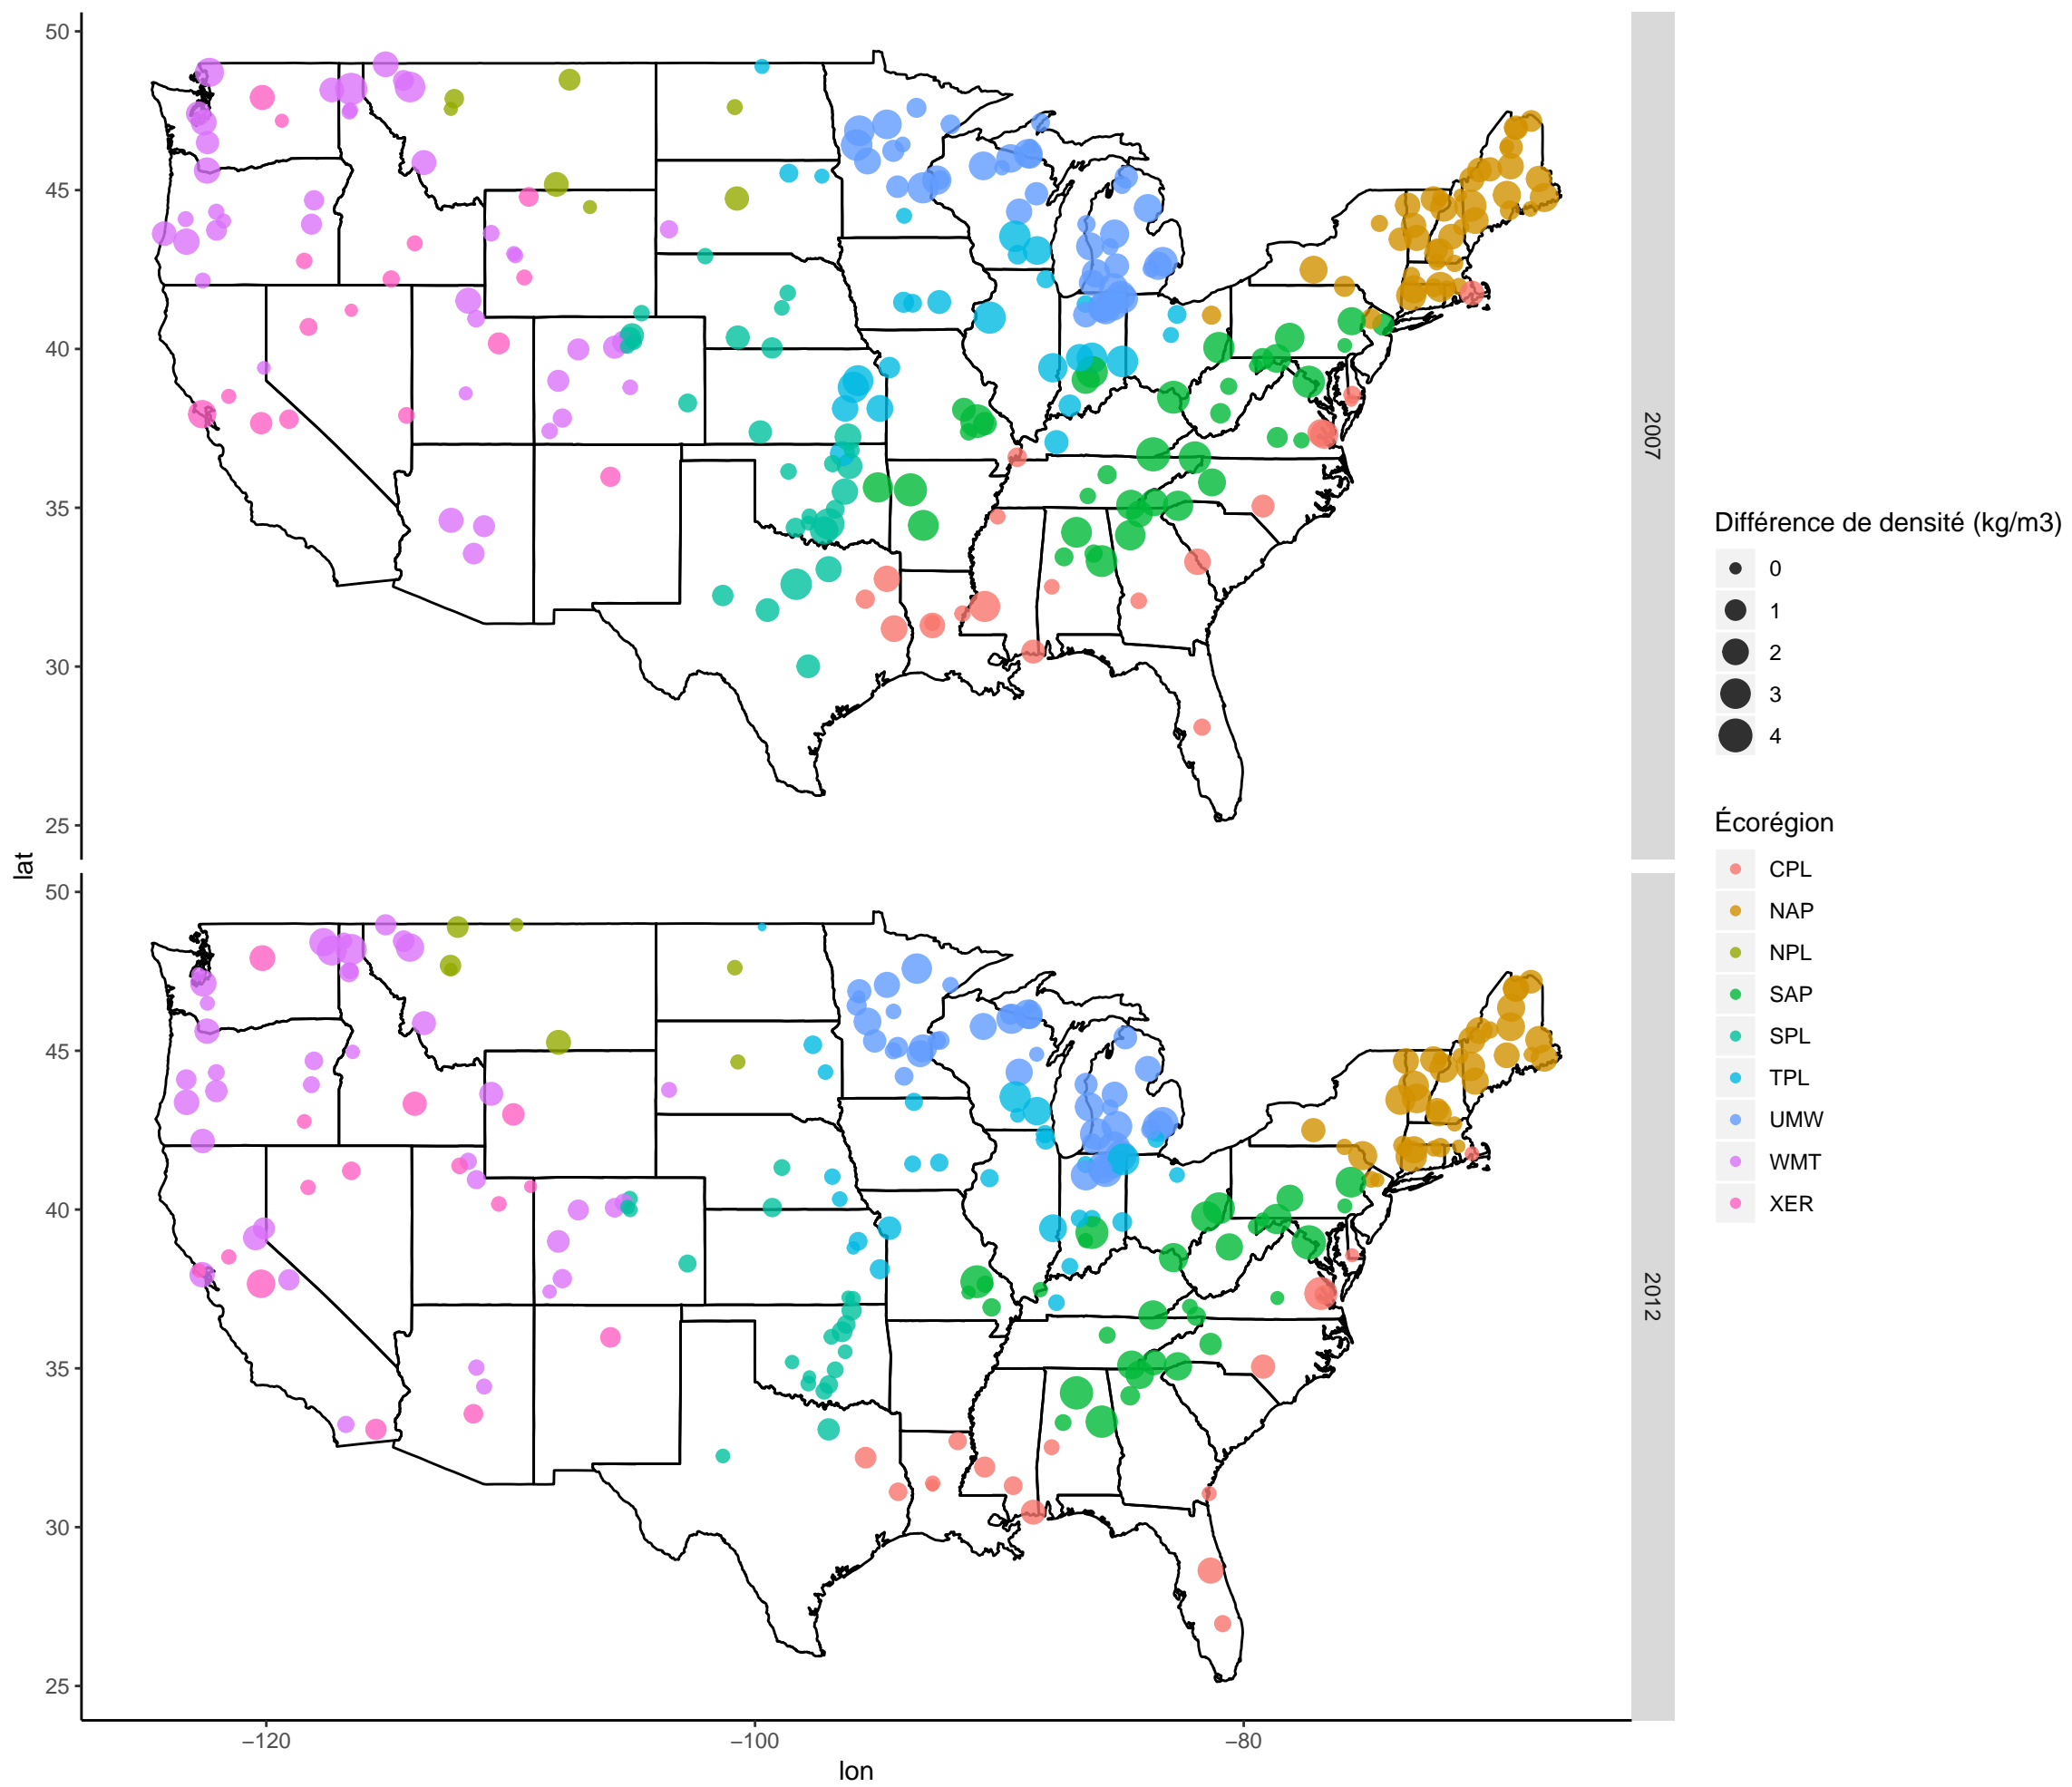 50
45
40
35
30
25
2007
50
45
40
35
30
25
2012
−120
−100
−80
lon
lat
Différence de densité (kg/m3)
0
1
2
3
4
Écorégion
CPL
NAP
NPL
SAP
SPL
TPL
UMW
WMT
XER